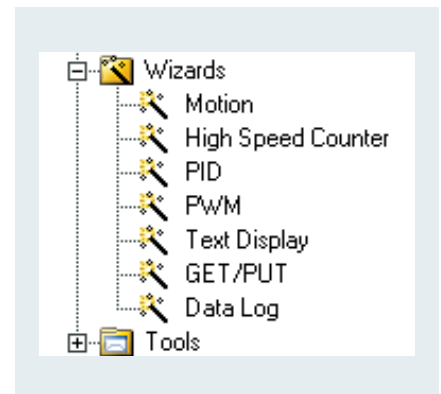 Wizards
Motion
High Speed Counter
PID
PWM
Text Display
GET/PUT
Data Log
Tools